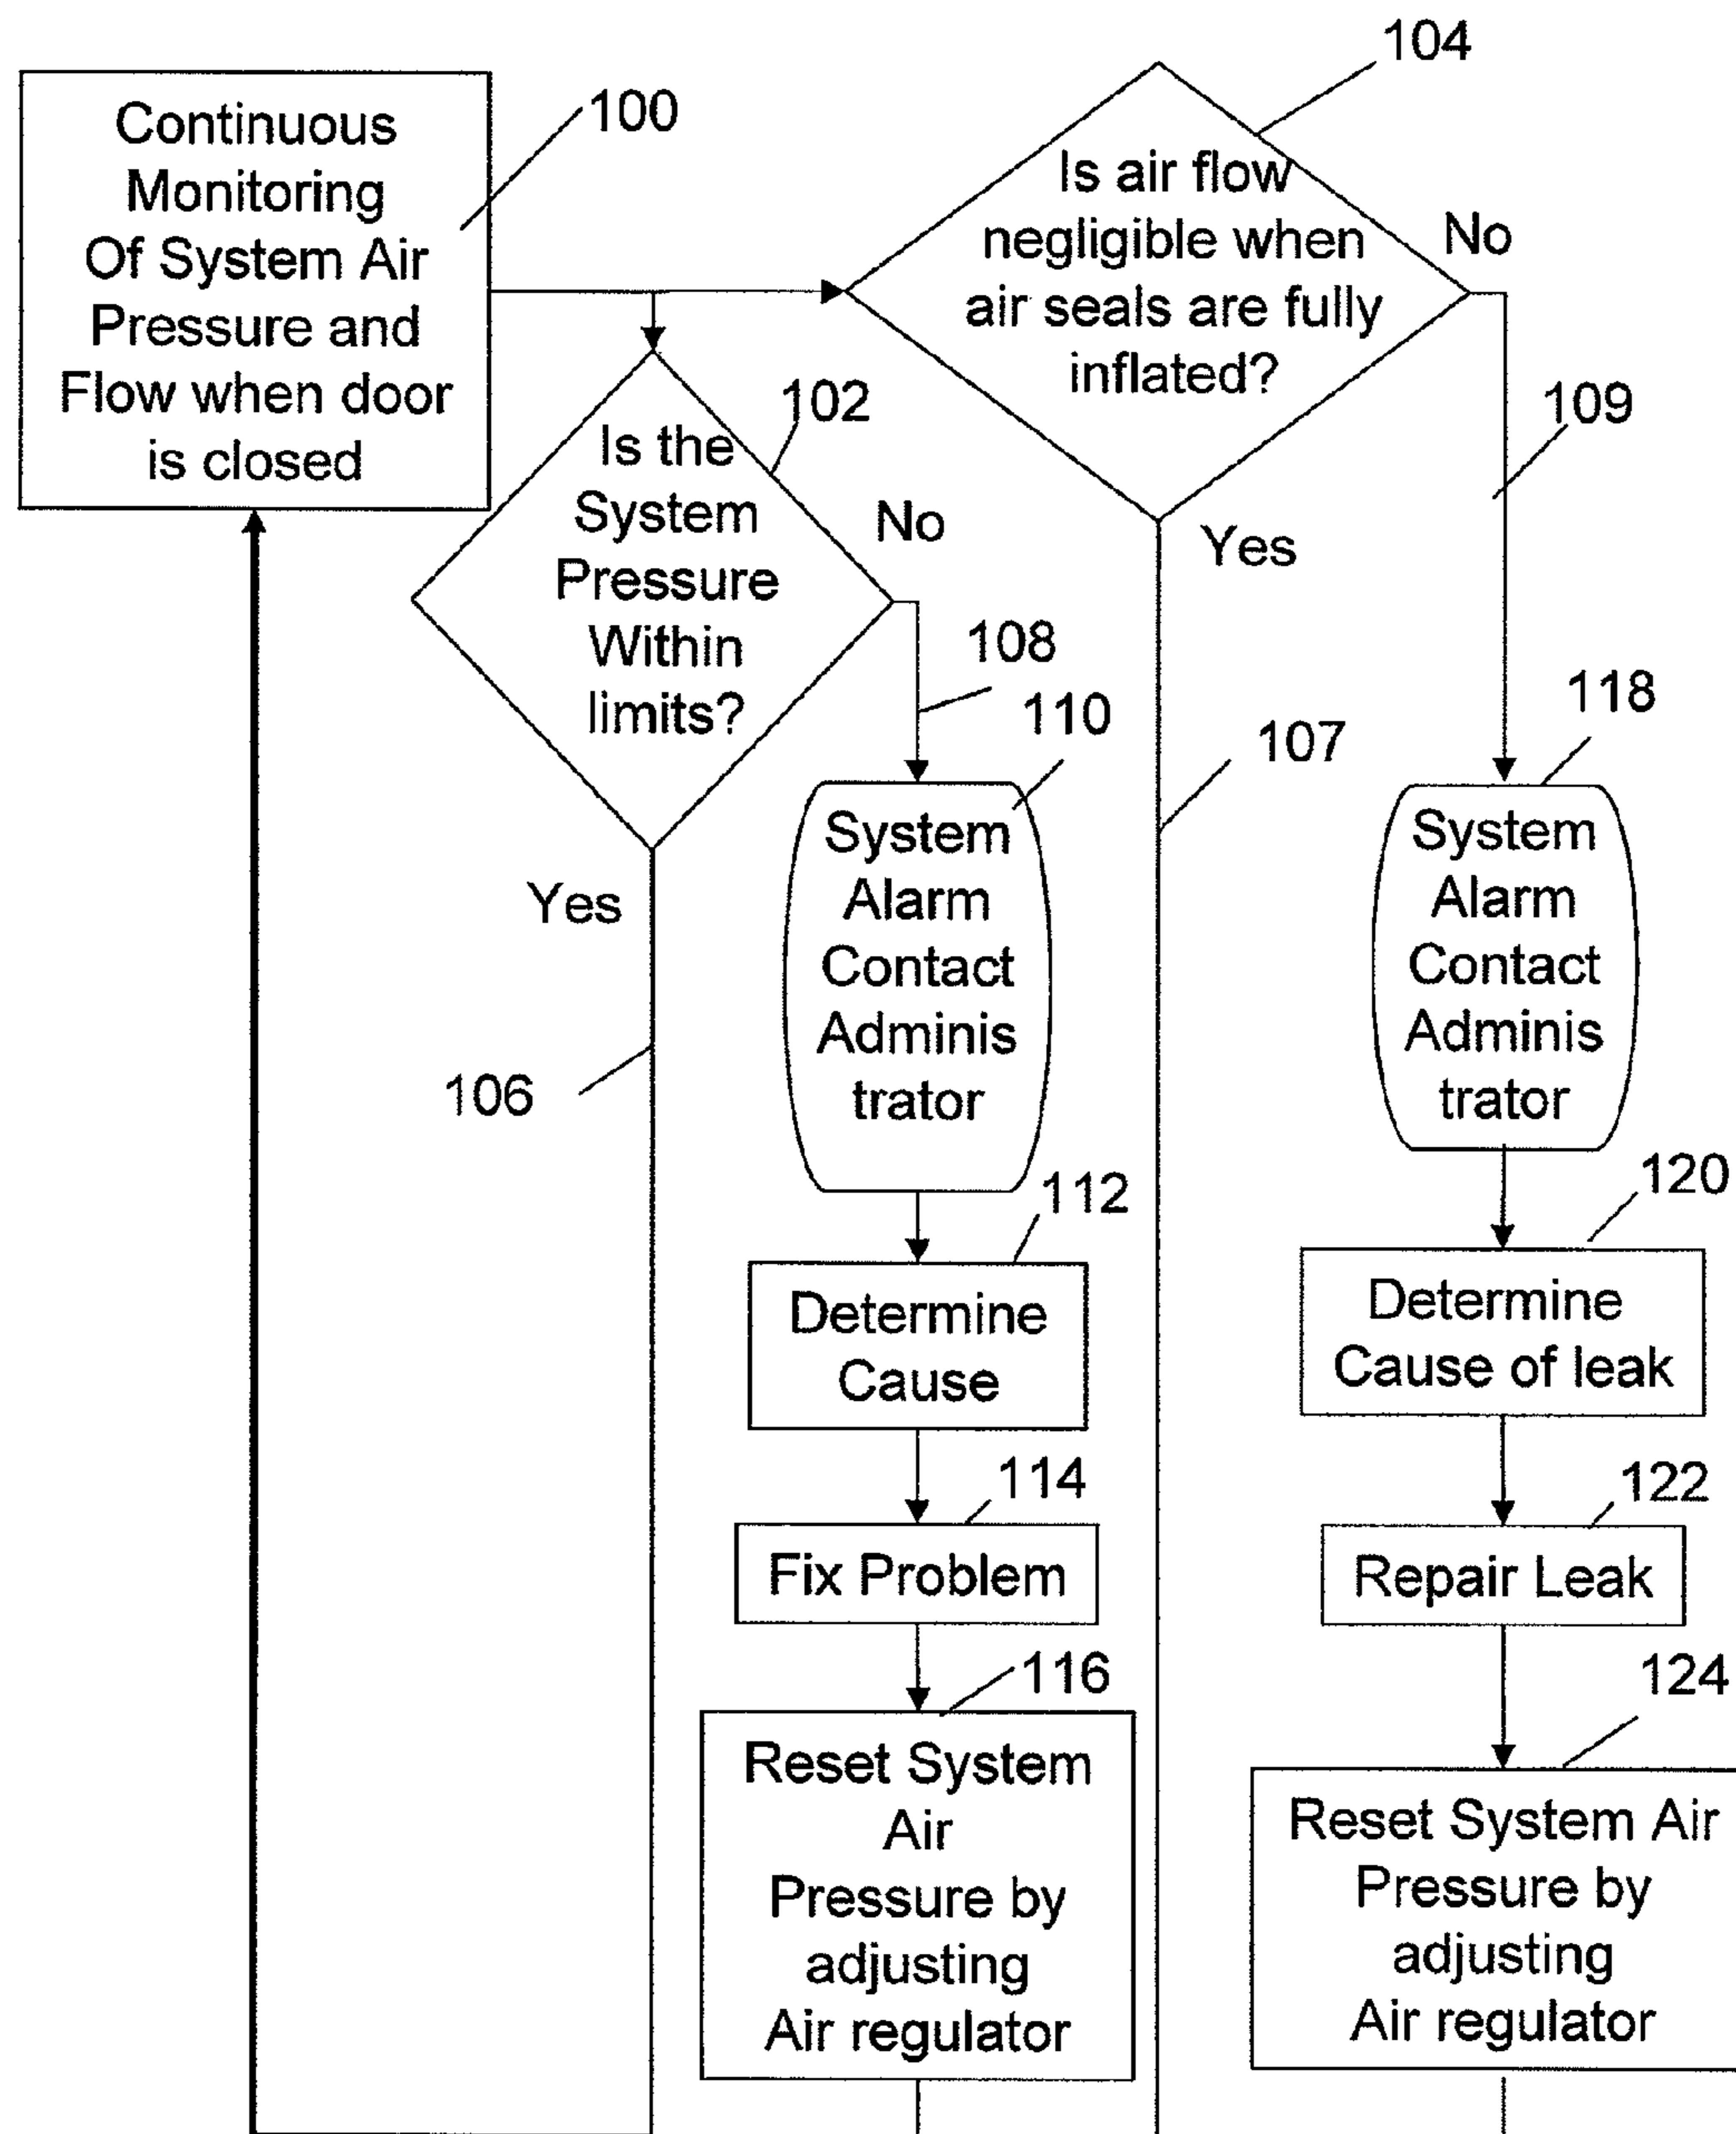 104
Continuous
Monitoring
Of System Air
Pressure and
Flow when door
is closed
100
Is air flow
negligible when
air seals are fully
inflated?
No
Yes
102
Is the
System
Pressure
Within
limits?
No
Yes
109
108
110
107
118
System
Alarm
Contact
Adminis
trator
System
Alarm
Contact
Adminis
trator
106
112
Determine
Cause
120
Determine
Cause of leak
114
Fix Problem
122
Repair Leak
116
Reset System
Air
Pressure by
adjusting
Air regulator
124
Reset System Air
Pressure by
adjusting
Air regulator